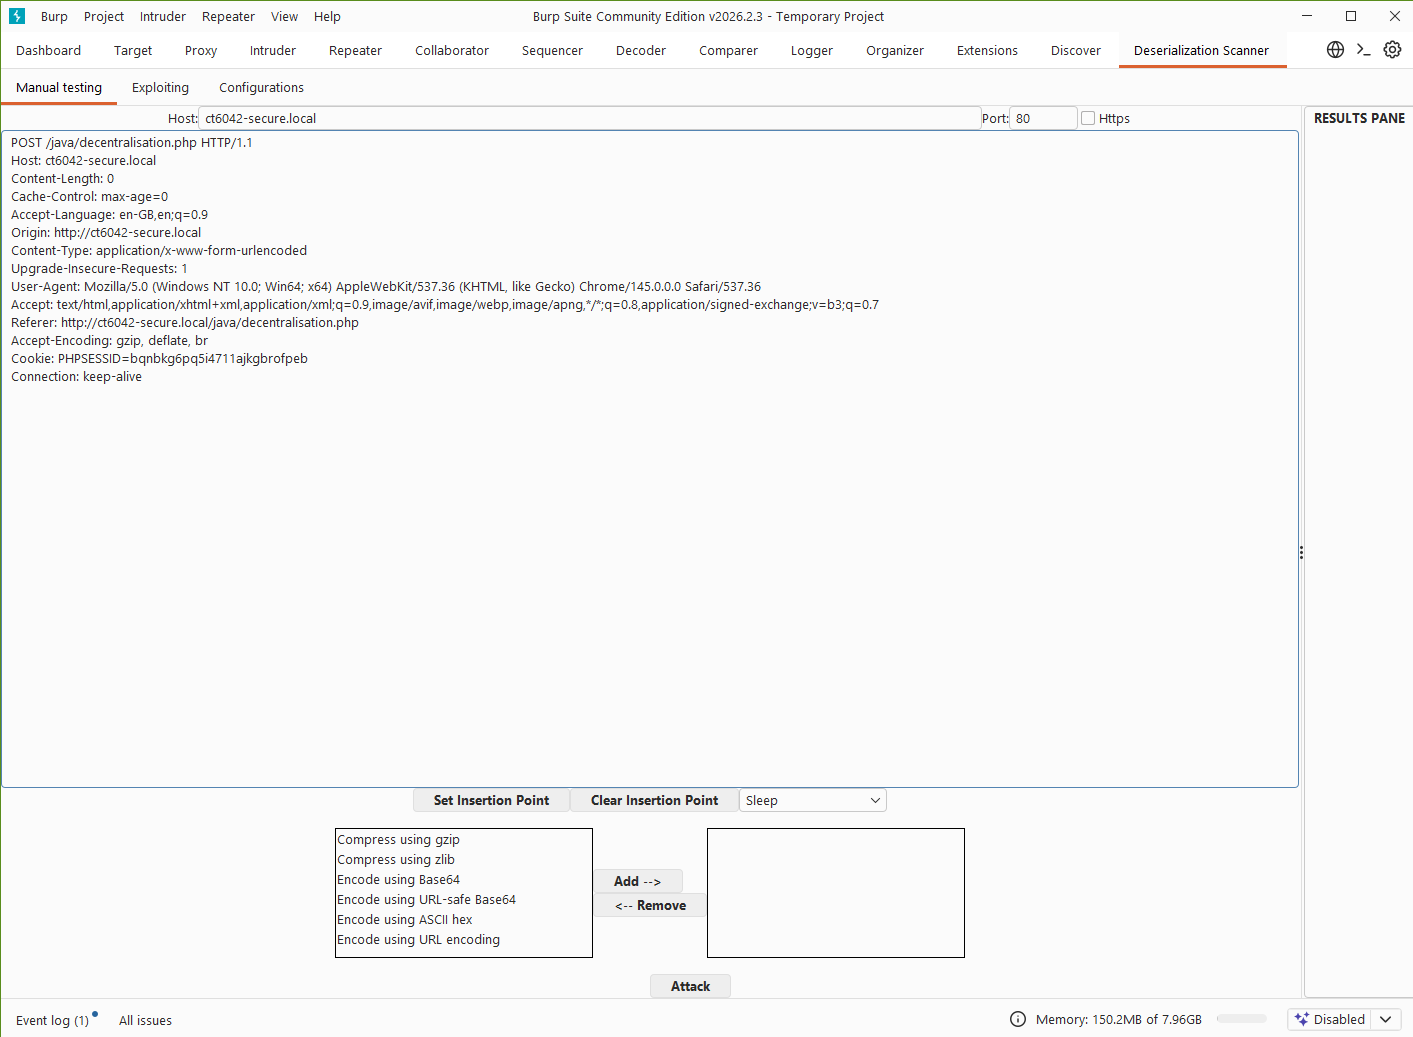 Burp Project Intruder Repeater View Help Burp Suite Community Edition v2026.2.3 - Temporary Project
Dashboard Target Proxy Intruder Repeater Collaborator Sequencer Decoder Comparer Logger Organizer Extensions Discover Deserialization Scanner
Manual testing Exploiting Configurations
Host: ct6042-secure.local Port: 80 Https
RESULTS PANE
POST /java/decentralisation.php HTTP/1.1
Host: ct6042-secure.local
Content-Length: 0
Cache-Control: max-age=0
Accept-Language: en-GB,en;q=0.9
Origin: http://ct6042-secure.local
Content-Type: application/x-www-form-urlencoded
Upgrade-Insecure-Requests: 1
User-Agent: Mozilla/5.0 (Windows NT 10.0; Win64; x64) AppleWebKit/537.36 (KHTML, like Gecko) Chrome/145.0.0.0 Safari/537.36
Accept: text/html,application/xhtml+xml,application/xml;q=0.9,image/avif,image/webp,image/apng,*/*;q=0.8,application/signed-exchange;v=b3;q=0.7
Referer: http://ct6042-secure.local/java/decentralisation.php
Accept-Encoding: gzip, deflate, br
Cookie: PHPSESSID=bqnbkg6pq5i4711ajkgbrofpeb
Connection: keep-alive
Set Insertion Point Clear Insertion Point Sleep
Compress using gzip
Compress using zlib
Encode using Base64
Encode using URL-safe Base64
Encode using ASCII hex
Encode using URL encoding
Add -->
<-- Remove
Attack
Event log (1) All issues Memory: 150.2MB of 7.96GB Disabled